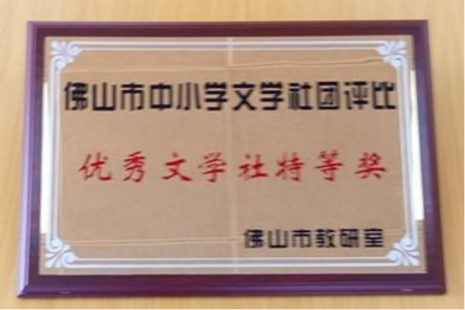 佛山市中小学文学社团评比
优秀文学社特等奖
佛山市教研室